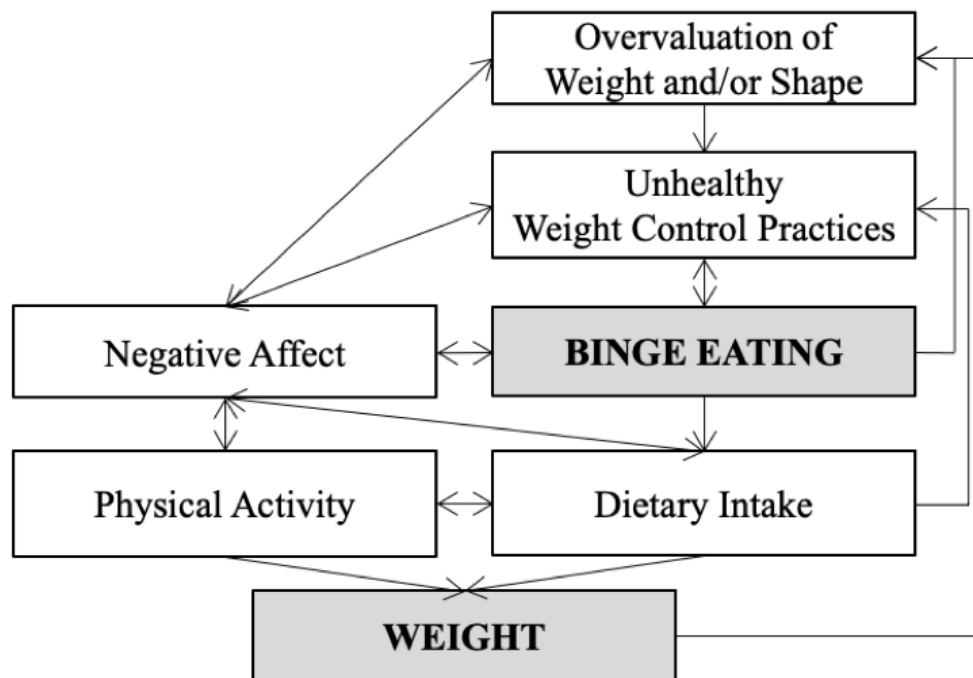 Overvaluation of
Weight and/or Shape
Unhealthy
Weight Control Practices
Negative Affect
BINGE EATING
Physical Activity
Dietary Intake
WEIGHT